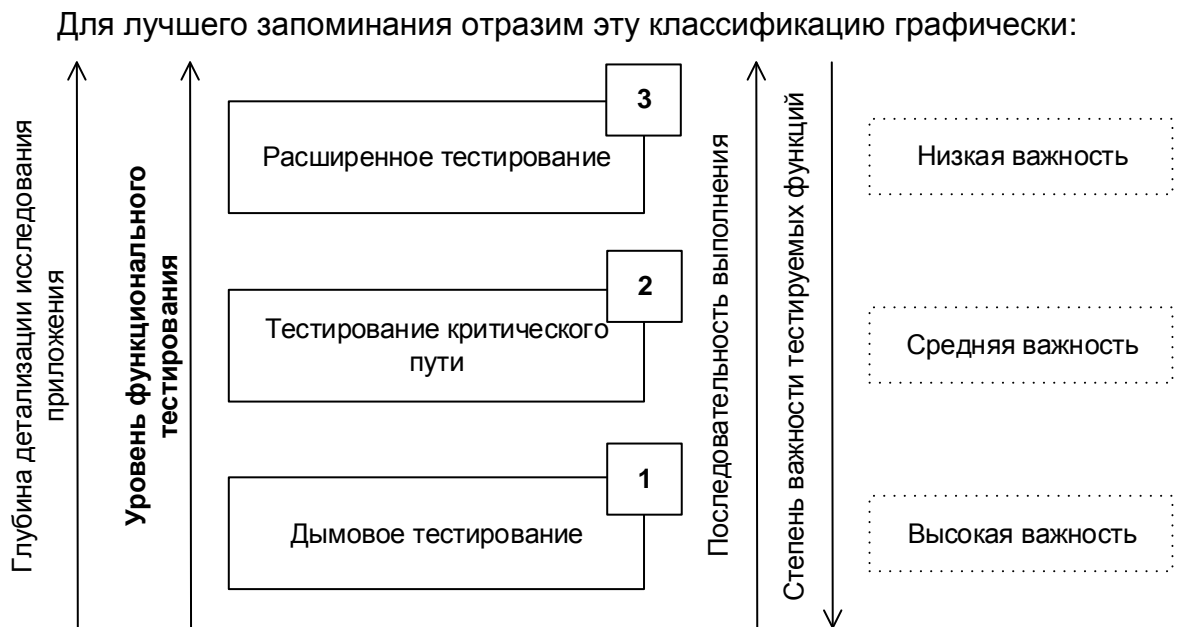 Для лучшего запоминания отразим эту классификацию графически:
Глубина детализации исследования
приложения
Уровень функционального
тестирования
3
Расширенное тестирование
2
Тестирование критического
пути
1
Дымовое тестирование
Последовательность выполнения
Степень важности тестируемых функций
Низкая важность
Средняя важность
Высокая важность